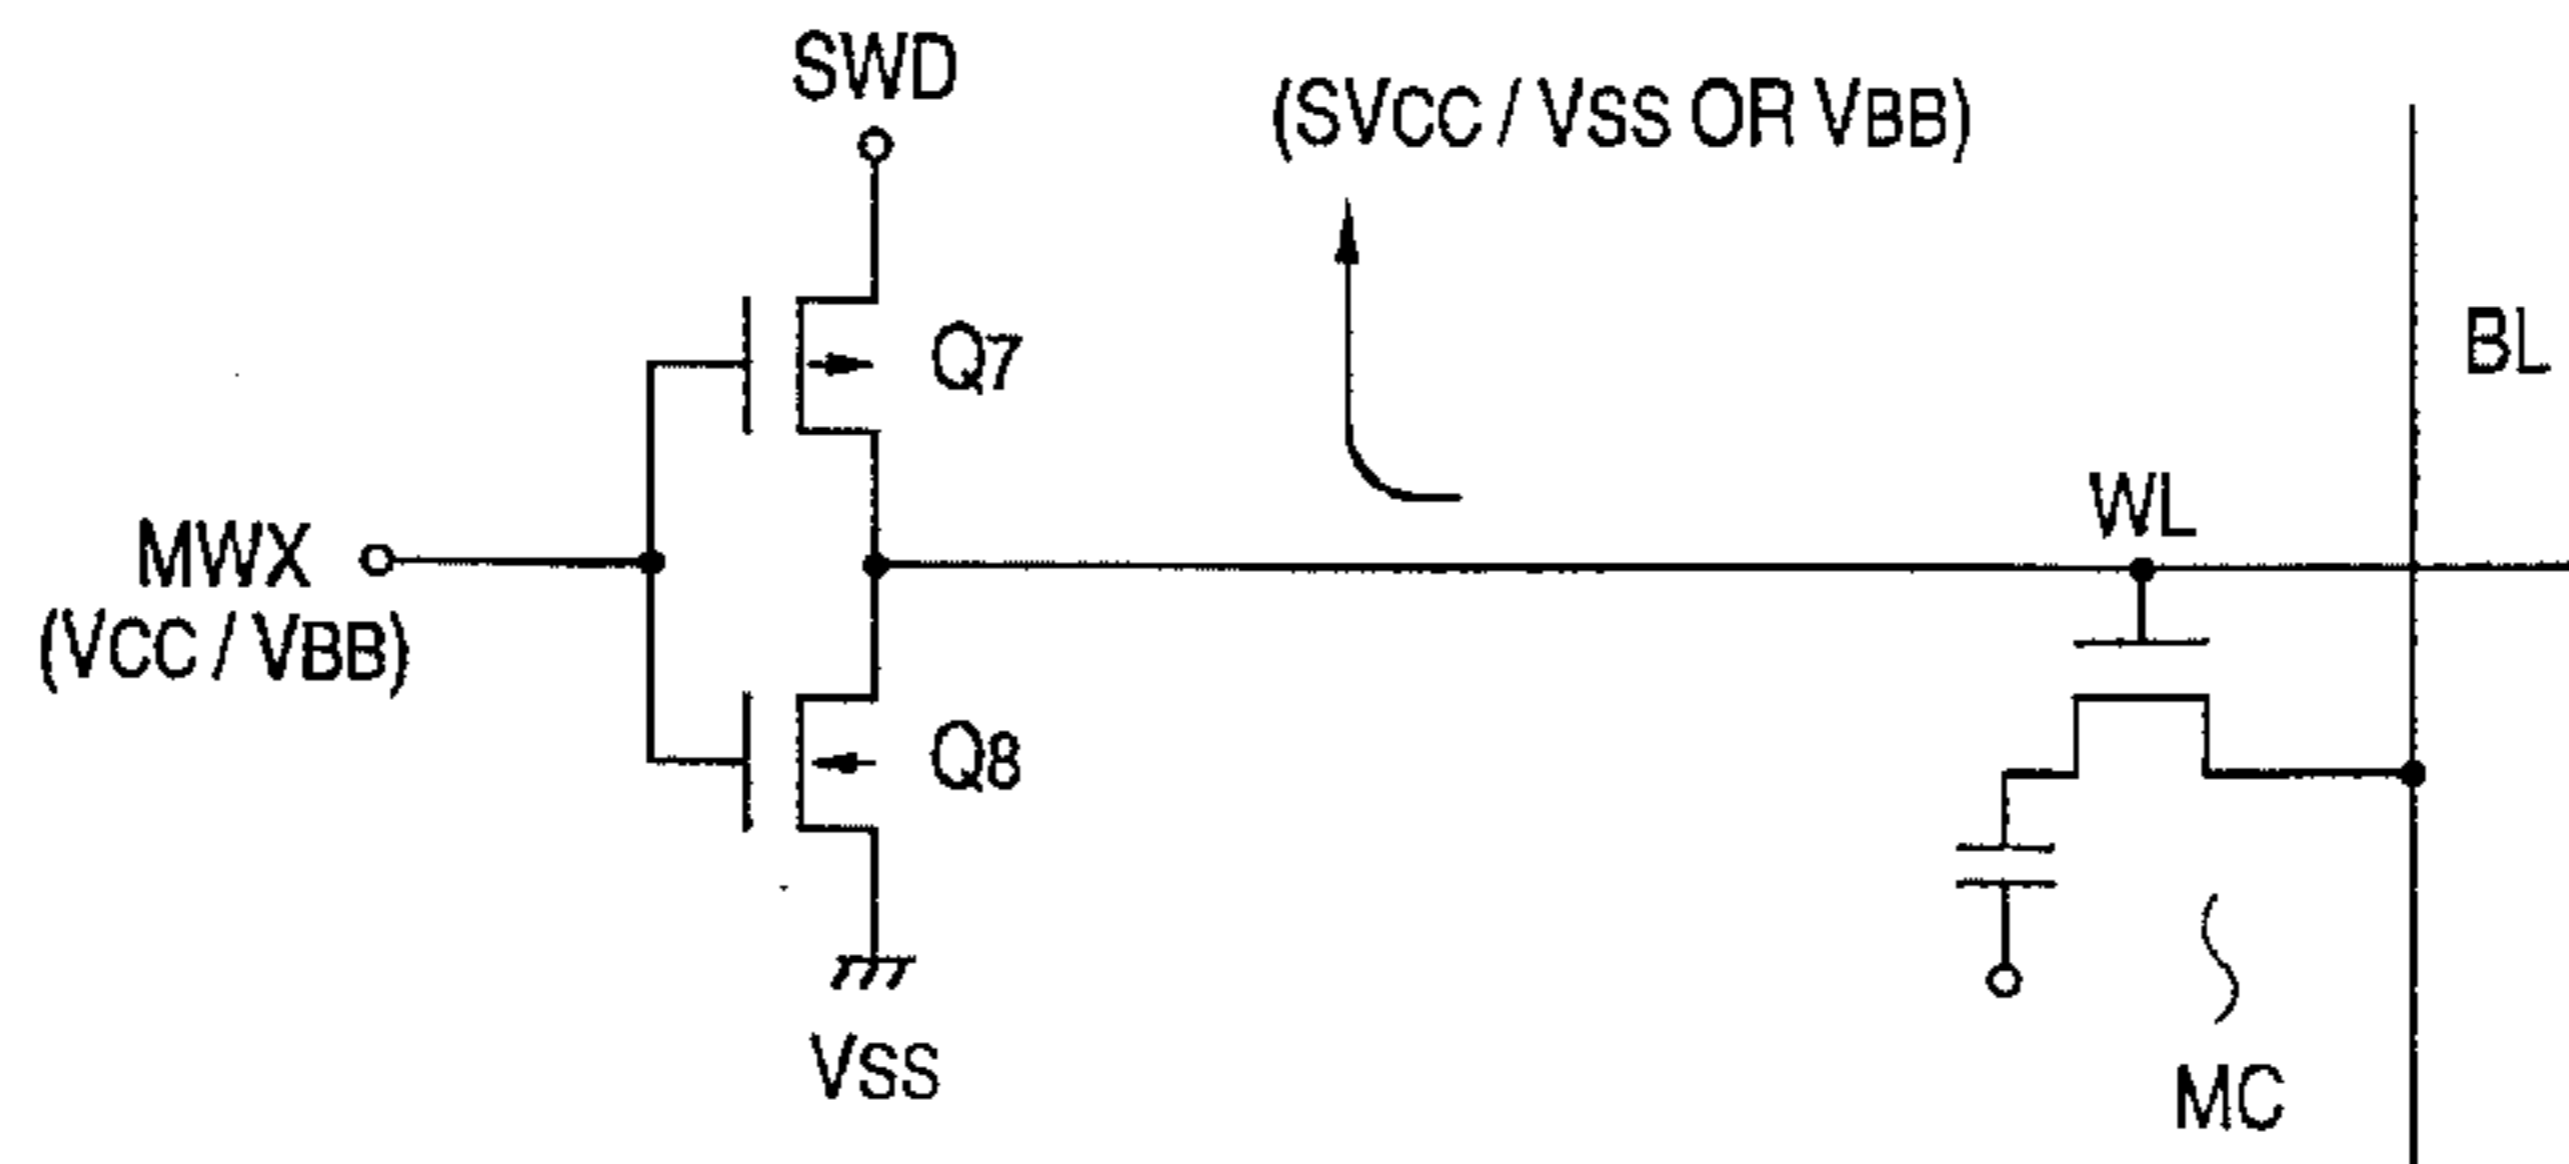 SWD
(SVCC / VSS OR VBB)
Q7
BL
MWX
(VCC / VBB)
WL
Q8
VSS
MC